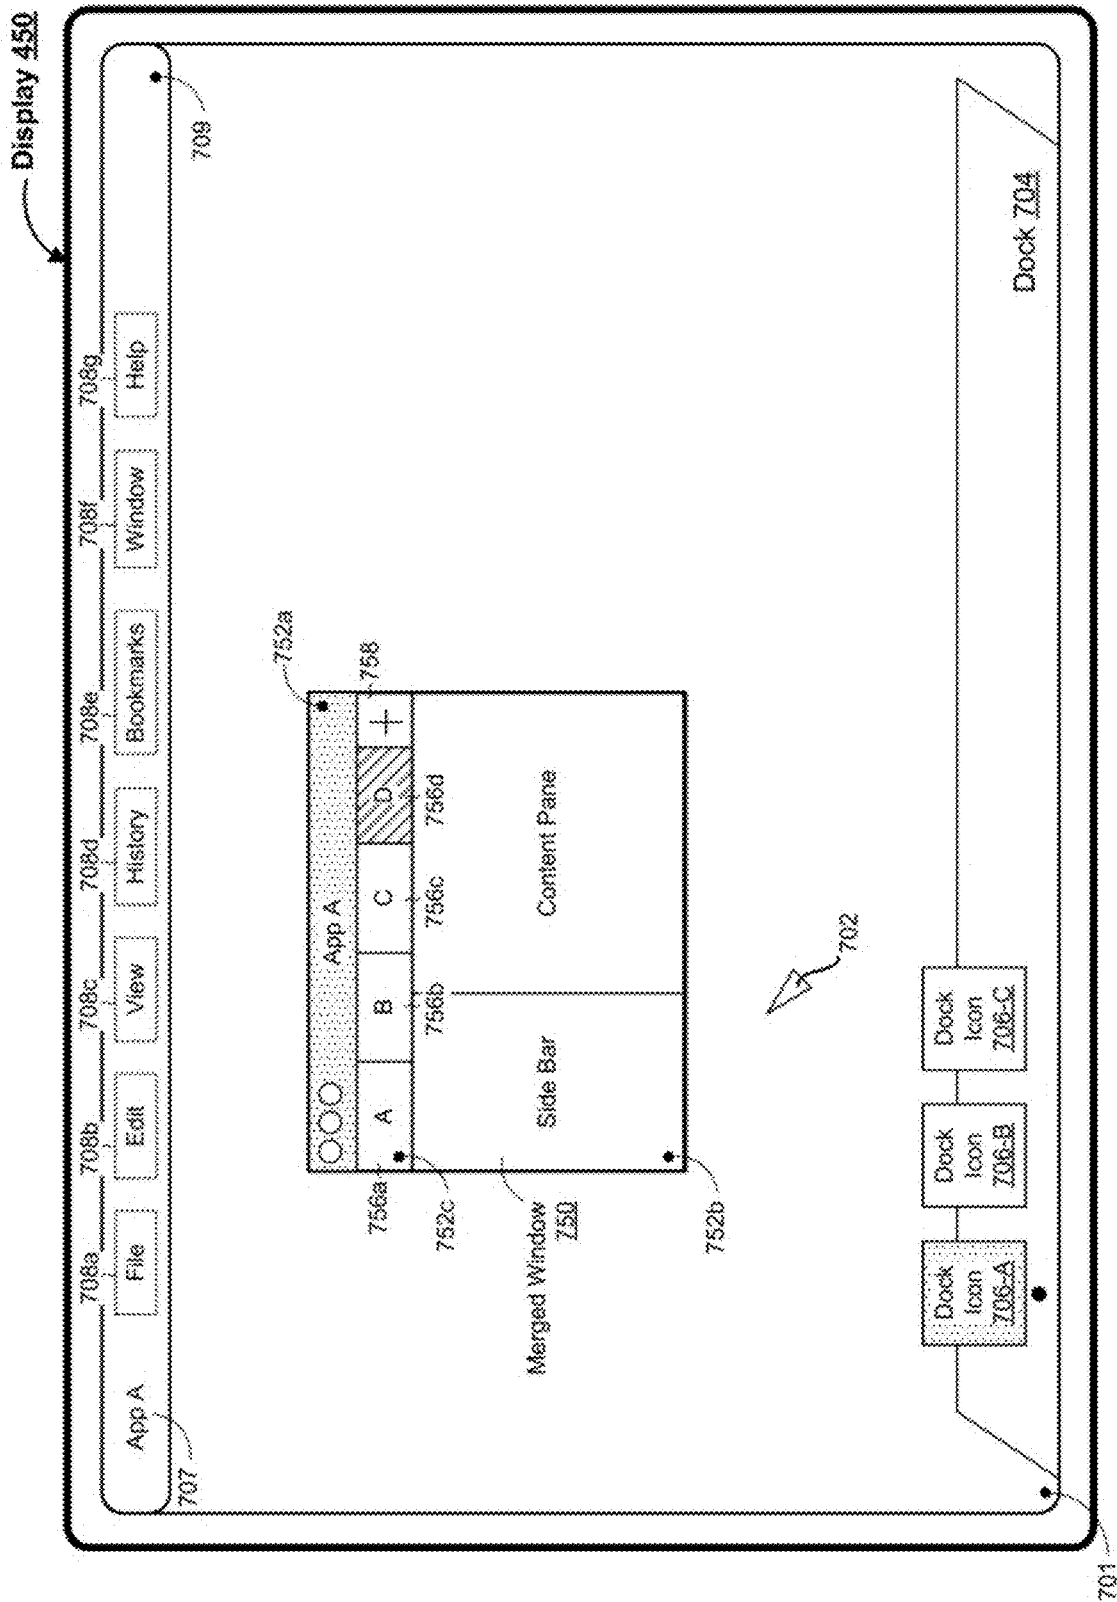 Display 450
708a
708b
708c
708d
708e
708f
708g
App A
File
Edit
View
History
Bookmarks
Window
Help
707
709
752a
App A
758
756a
A
B
C
D
+
752c
756b
756c
756d
Merged Window
750
Side Bar
Content Pane
752b
702
Dock
Icon
706-A
Dock
Icon
706-B
Dock
Icon
706-C
Dock 704
701